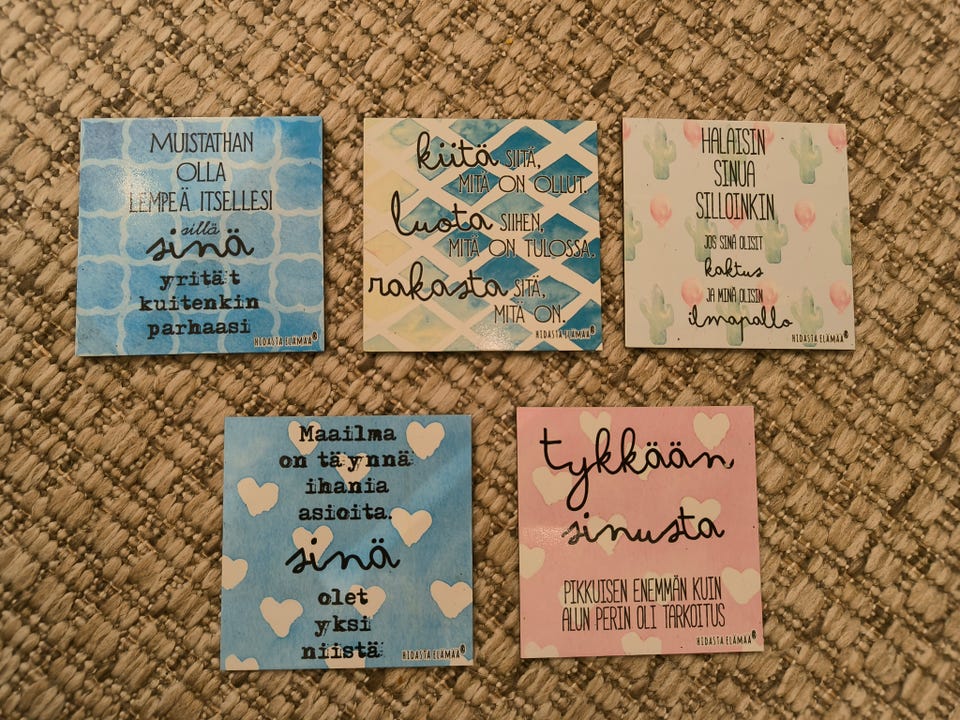 MUISTATHAN
OLLA
LEMPEÄ ITSELLESI
sillä
sinä
yrität
kuitenkin
parhaasi
HIDASTA ELÄMÄÄ®
kiitä SIITÄ,
MITÄ ON OLLUT.
luota SIIHEN,
MITÄ ON TULOSSA.
rakasta SITÄ,
MITÄ ON.
HIDASTA ELÄMÄÄ®
HALAISIN
SINUA
SILLOINKIN
JOS SINÄ OLISIT
kaktus
JA MINÄ OLISIN
ilmapallo
HIDASTA ELÄMÄÄ®
Maailma
on täynnä
ihania
asioita.
sinä
olet
yksi
niistä
HIDASTA ELÄMÄÄ®
tykkään
sinusta
PIKKUISEN ENEMMÄN KUIN
ALUN PERIN OLI TARKOITUS
HIDASTA ELÄMÄÄ®